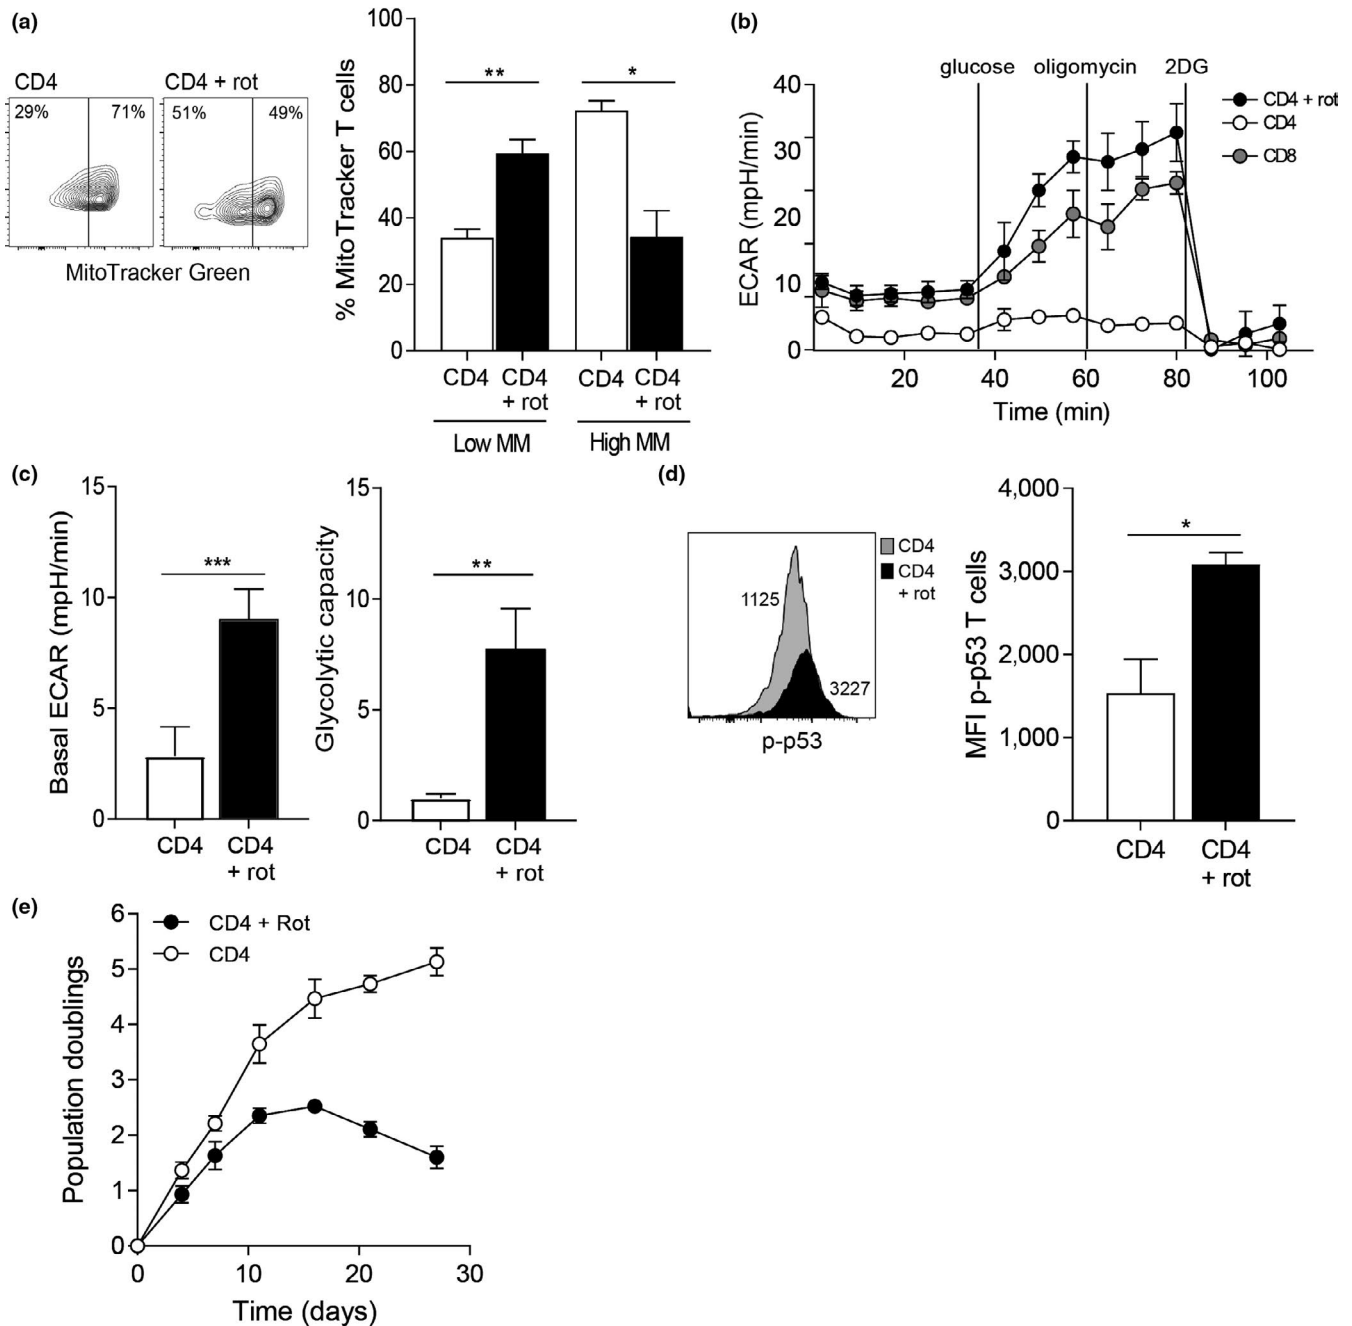 (a)
CD4
CD4 + rot
29%
71%
51%
49%
MitoTracker Green
% MitoTracker T cells
100
80
60
40
20
0
**
*
CD4
CD4
+ rot
CD4
CD4
+ rot
Low MM
High MM
(b)
glucose
oligomycin
2DG
ECAR (mpH/min)
40
30
20
10
0
20
40
60
80
100
Time (min)
CD4 + rot
CD4
CD8
(c)
Basal ECAR (mpH/min)
15
10
5
0
***
CD4
CD4
+ rot
Glycolytic capacity
15
10
5
0
**
CD4
CD4
+ rot
(d)
1125
3227
p-p53
CD4
CD4
+ rot
MFI p-p53 T cells
4,000
3,000
2,000
1,000
0
*
CD4
CD4
+ rot
(e)
CD4 + Rot
CD4
Population doublings
6
5
4
3
2
1
0
0
10
20
30
Time (days)